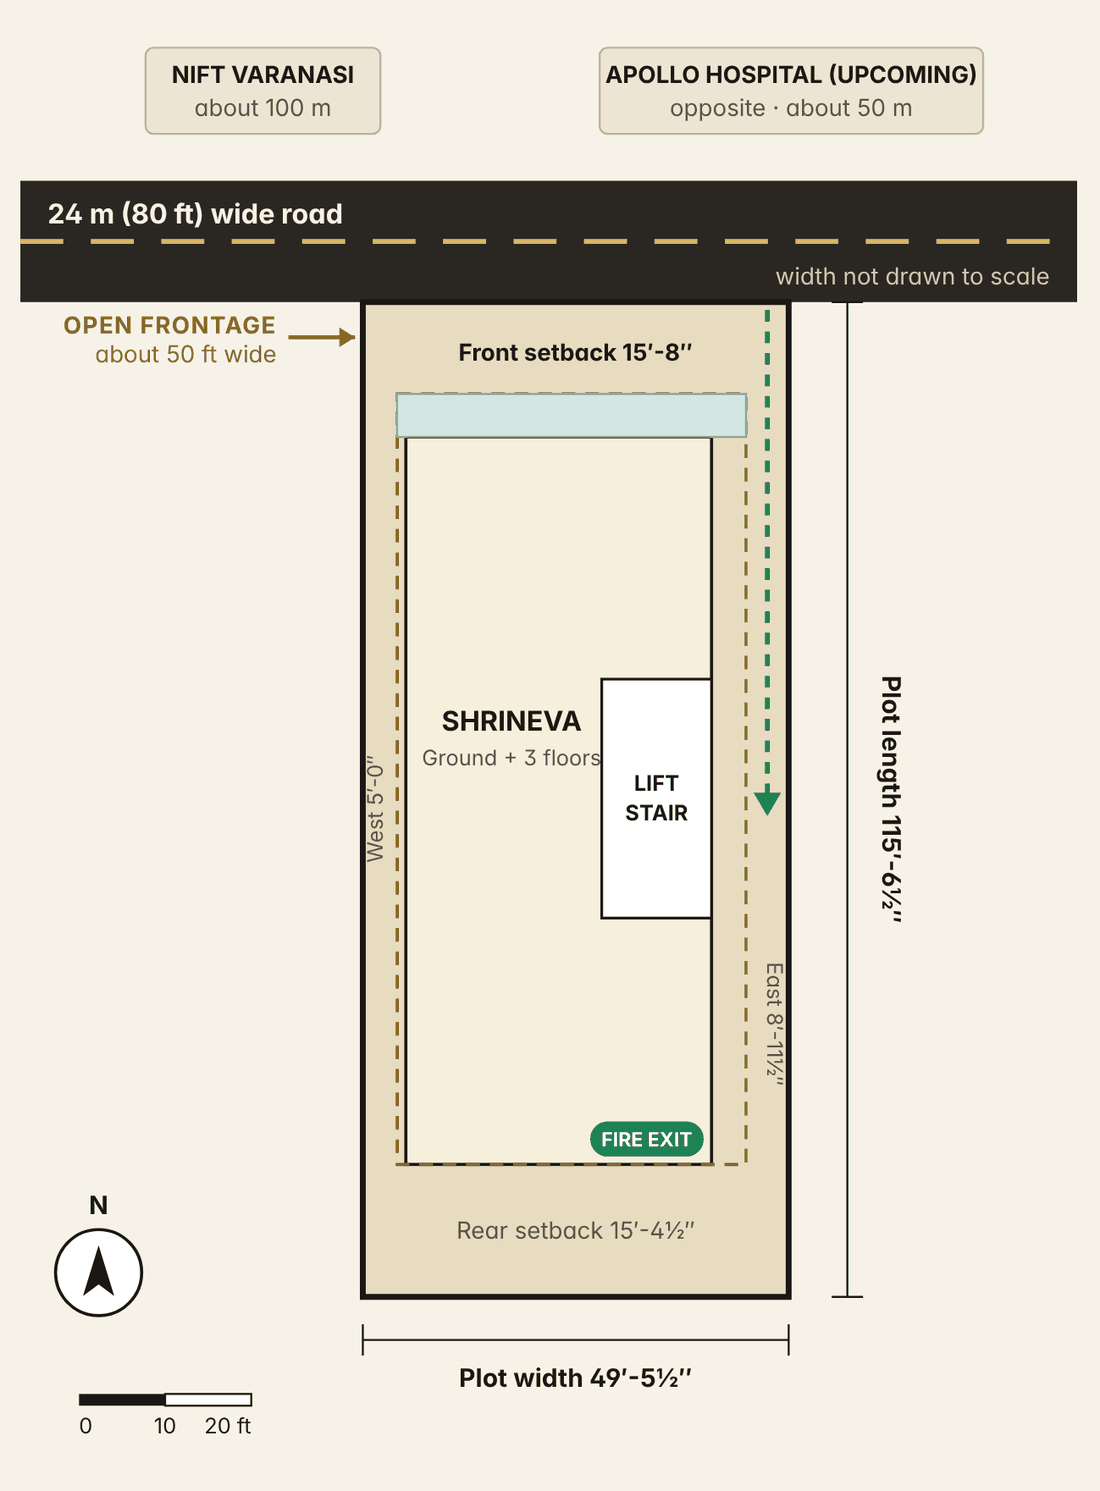 NIFT VARANASI
about 100 m
APOLLO HOSPITAL (UPCOMING)
opposite · about 50 m
24 m (80 ft) wide road
width not drawn to scale
OPEN FRONTAGE
about 50 ft wide
Front setback 15′-8″
SHRINEVA
Ground + 3 floors
LIFT
STAIR
West 5′-0″
Plot length 115′-6½″
East 8′-11½″
FIRE EXIT
Rear setback 15′-4½″
N
Plot width 49′-5½″
0 10 20 ft